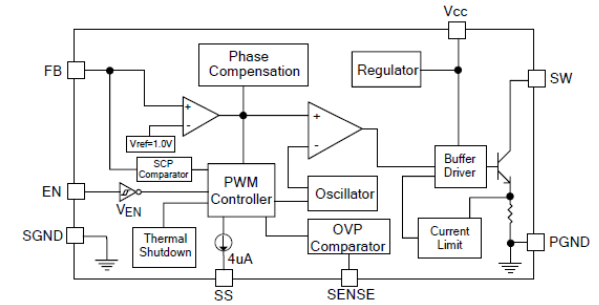 Vcc
FB
Phase
Compensation
Regulator
SW
+
-
Vref=1.0V
+
-
SCP
Comparator
Buffer
Driver
EN
VEN
PWM
Controller
Oscillator
SGND
Thermal
Shutdown
4uA
OVP
Comparator
Current
Limit
PGND
SS
SENSE